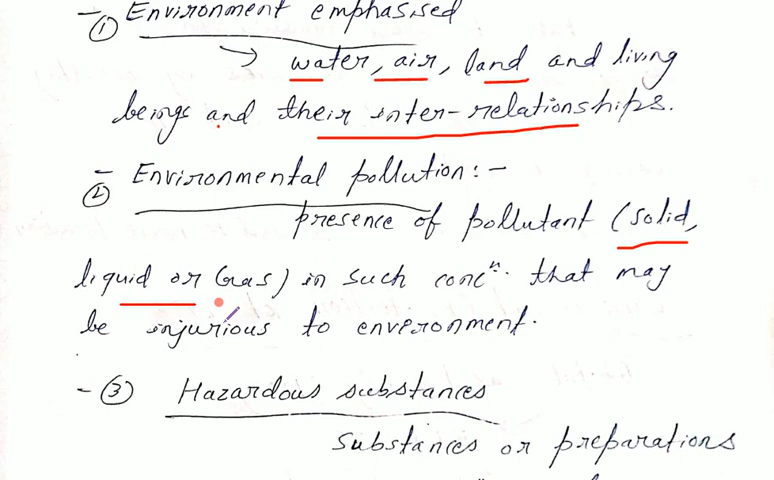 - ① Environment emphasised
→ water, air, land and living
beings and their inter-relationships.
- ② Environmental pollution:-
presence of pollutant (solid,
liquid or Gas) in such concⁿ. that may
be injurious to enveronment.
- ③ Hazardous substances
substances or preparations